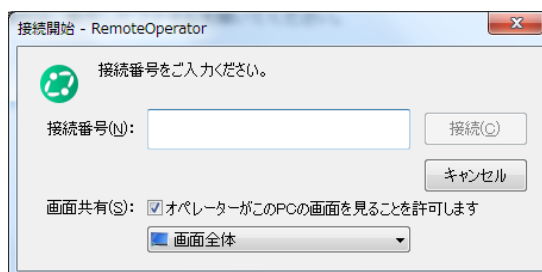 接続開始 - RemoteOperator
接続番号をご入力ください。
接続番号(N):
接続(C)
キャンセル
画面共有(S): オペレーターがこのPCの画面を見ることを許可します
画面全体